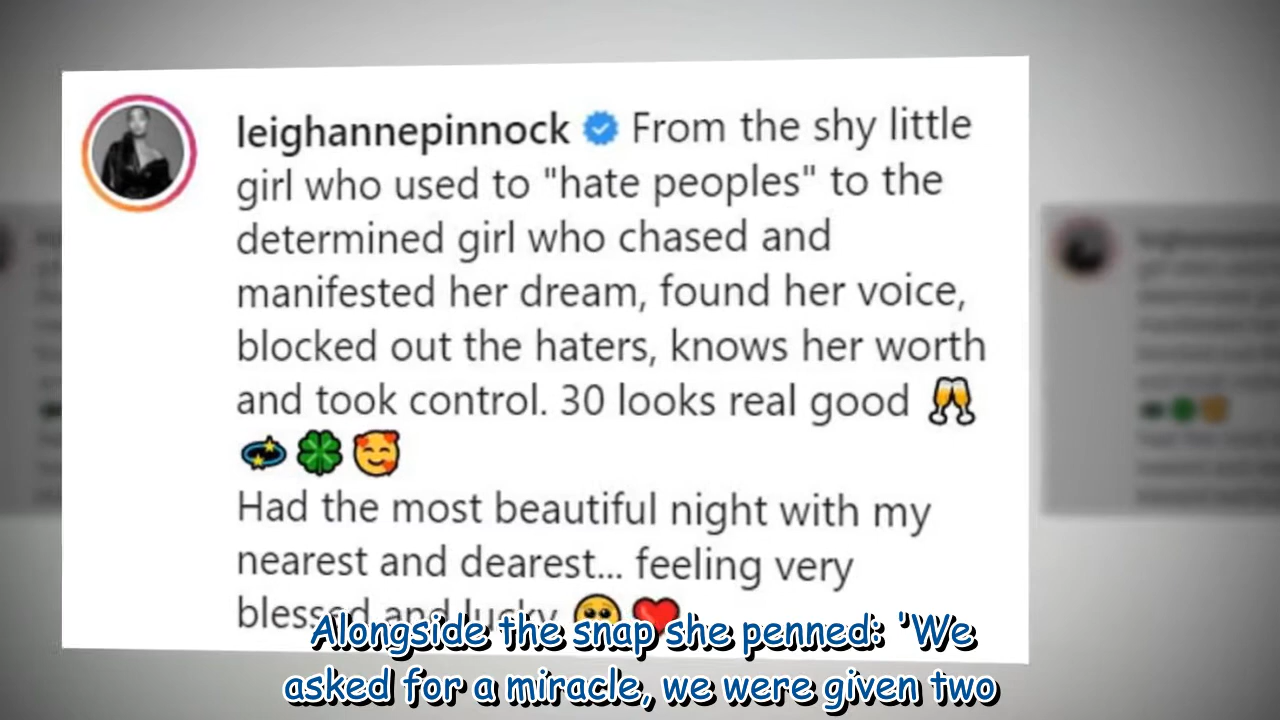 leighannepinnock From the shy little
girl who used to "hate peoples" to the
determined girl who chased and
manifested her dream, found her voice,
blocked out the haters, knows her worth
and took control. 30 looks real good 🥂
💫🍀🥰
Had the most beautiful night with my
nearest and dearest... feeling very
blessed and lucky 🥺❤️
Alongside the snap she penned: 'We
asked for a miracle, we were given two